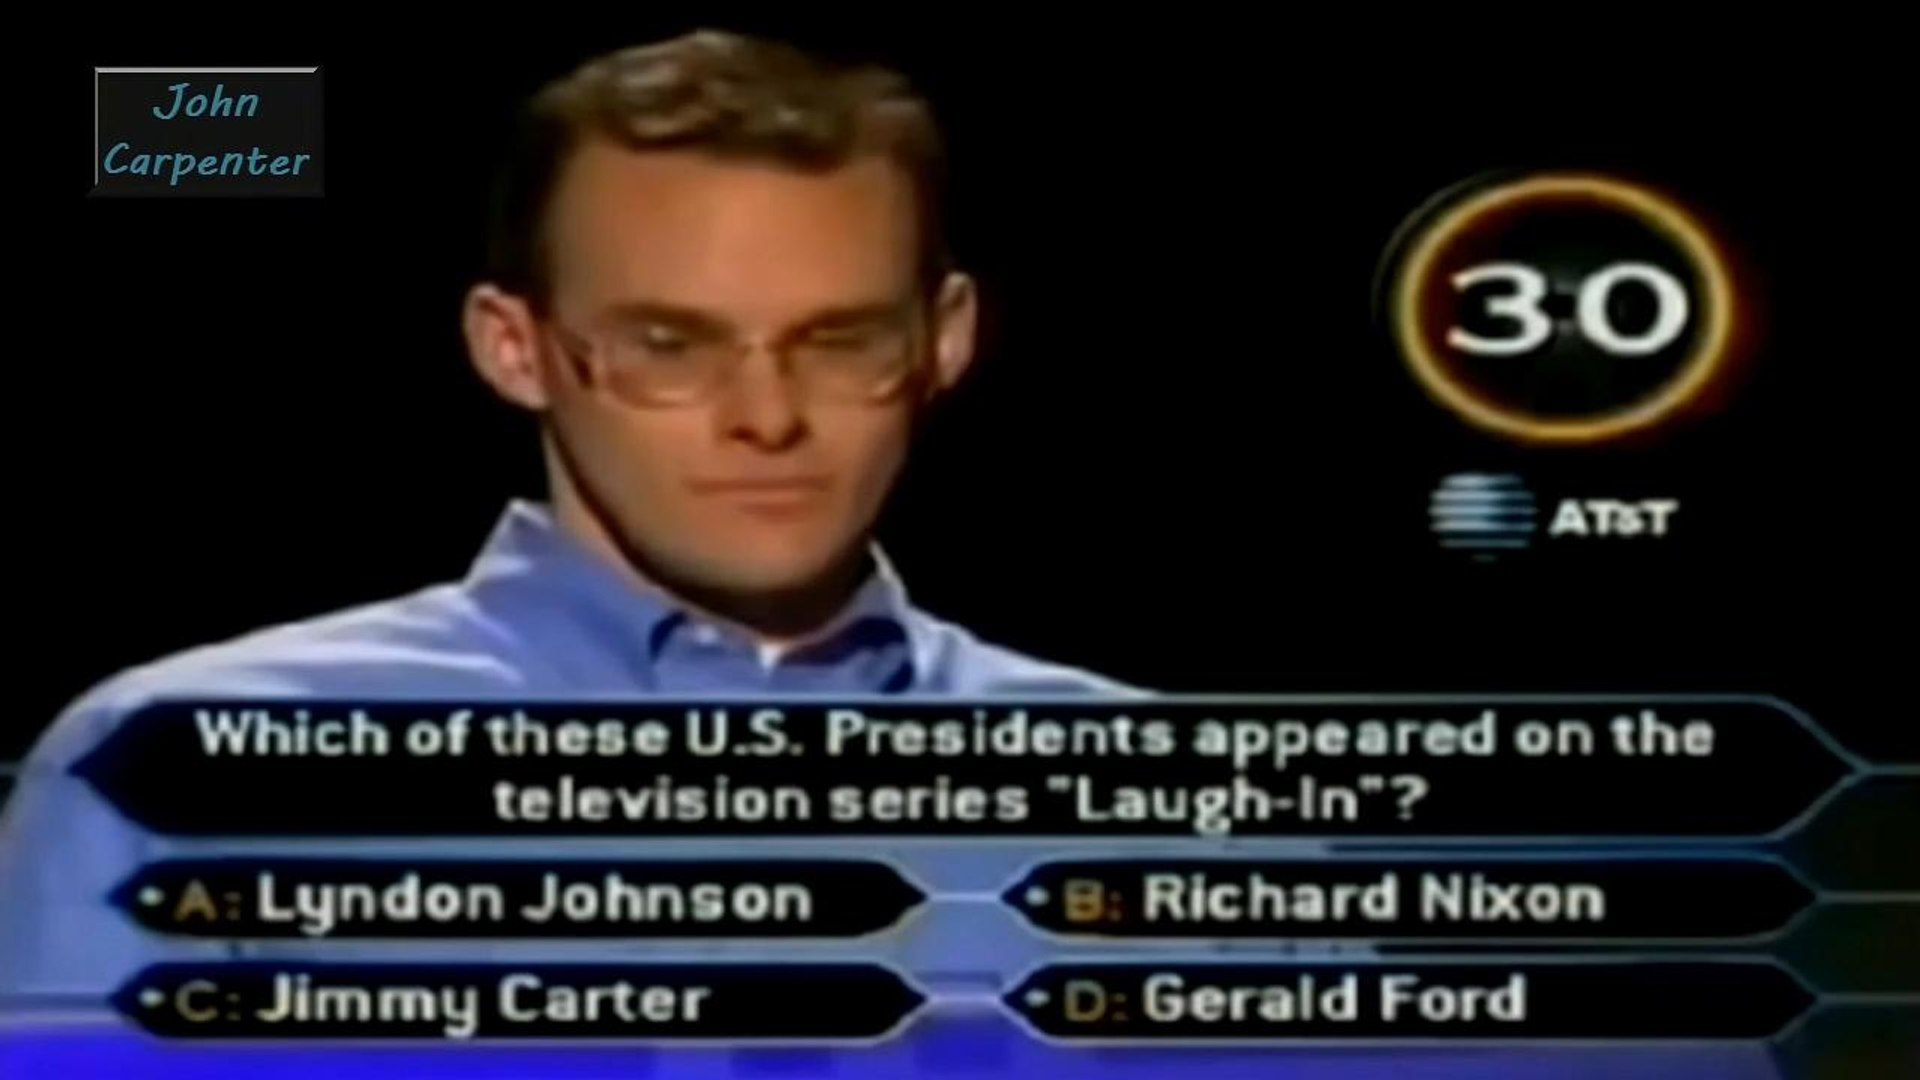 John
Carpenter
30
AT&T
Which of these U.S. Presidents appeared on the
television series "Laugh-In"?
A: Lyndon Johnson
B: Richard Nixon
C: Jimmy Carter
D: Gerald Ford